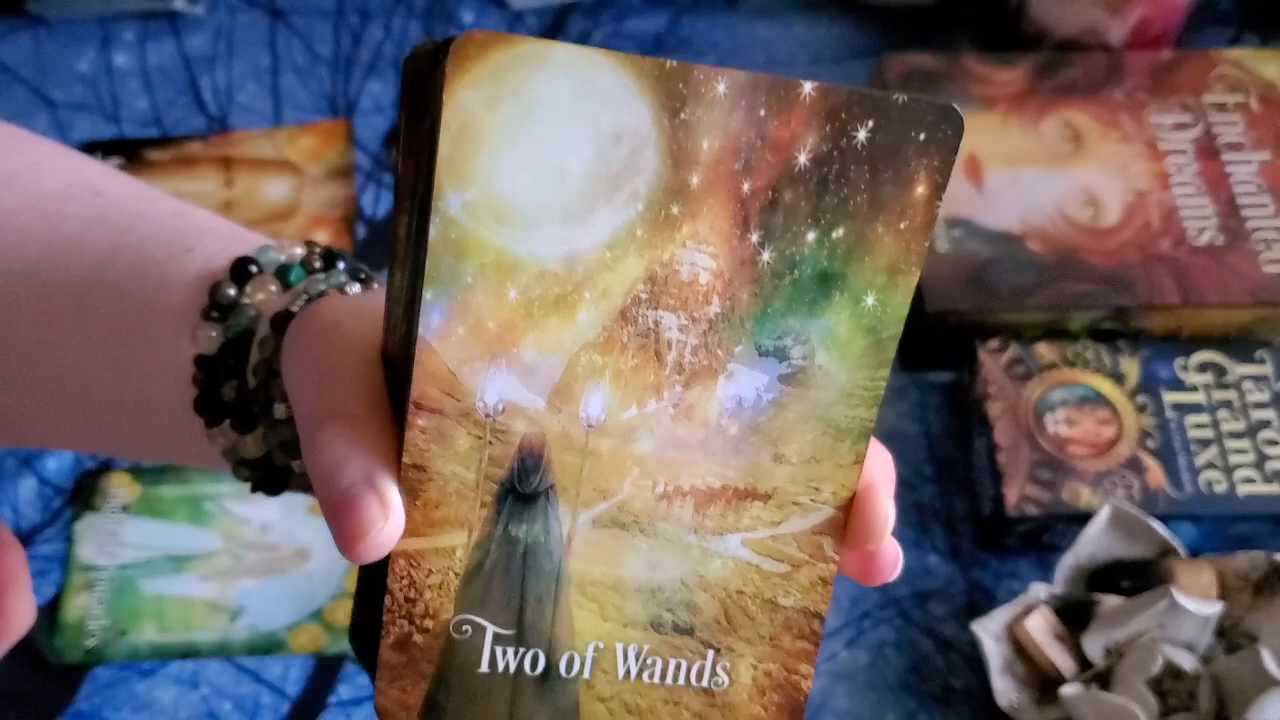 Two of Wands
Enchanted
Dreams
Tarot
Grand
Luxe